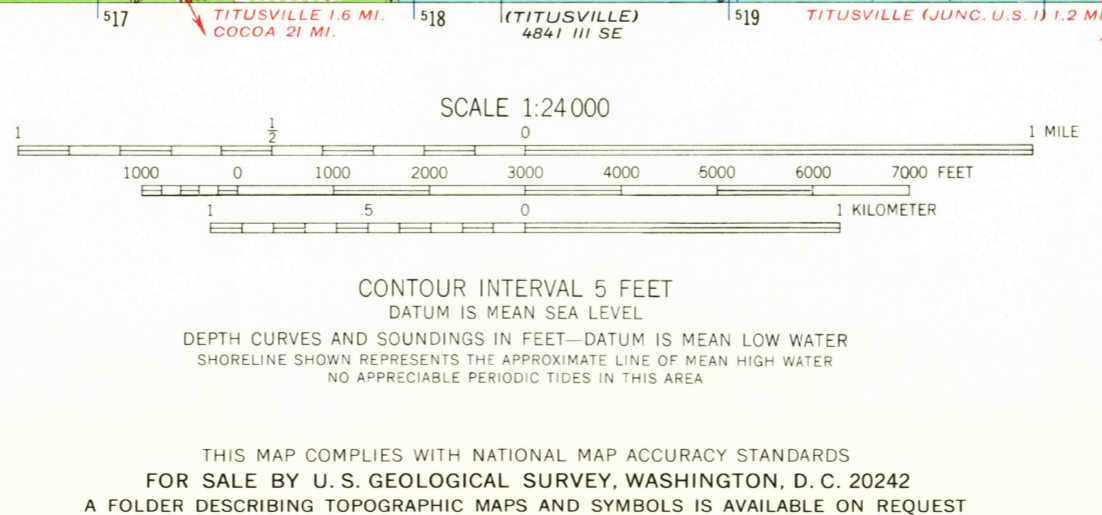 517
TITUSVILLE 1.6 MI.
COCOA 21 MI.
518
(TITUSVILLE)
4841 III SE
519
TITUSVILLE (JUNC. U.S. 1) 1.2 MI
SCALE 1:24 000
1 1/2 0 1 MILE
1000 0 1000 2000 3000 4000 5000 6000 7000 FEET
1 .5 0 1 KILOMETER
CONTOUR INTERVAL 5 FEET
DATUM IS MEAN SEA LEVEL
DEPTH CURVES AND SOUNDINGS IN FEET—DATUM IS MEAN LOW WATER
SHORELINE SHOWN REPRESENTS THE APPROXIMATE LINE OF MEAN HIGH WATER
NO APPRECIABLE PERIODIC TIDES IN THIS AREA
THIS MAP COMPLIES WITH NATIONAL MAP ACCURACY STANDARDS
FOR SALE BY U. S. GEOLOGICAL SURVEY, WASHINGTON, D. C. 20242
A FOLDER DESCRIBING TOPOGRAPHIC MAPS AND SYMBOLS IS AVAILABLE ON REQUEST